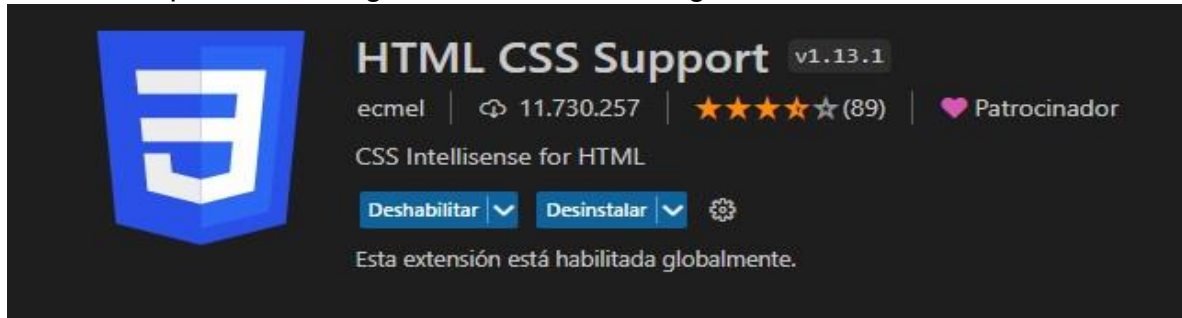 HTML CSS Support v1.13.1
ecmel 11.730.257 (89) Patrocinador
CSS Intellisense for HTML
Deshabilitar Desinstalar
Esta extensión está habilitada globalmente.